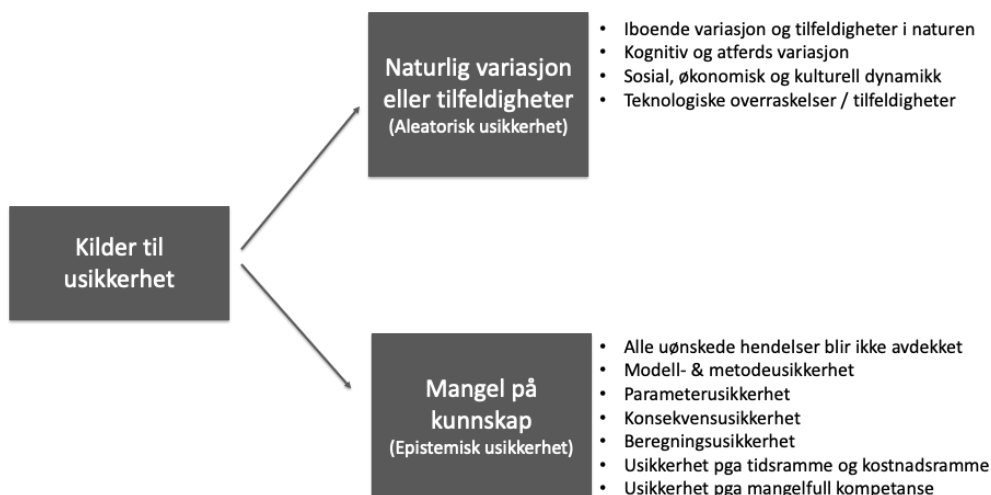 Kilder til
usikkerhet
Naturlig variasjon
eller tilfeldigheter
(Aleatorisk usikkerhet)
• Iboende variasjon og tilfeldigheter i naturen
• Kognitiv og atferds variasjon
• Sosial, økonomisk og kulturell dynamikk
• Teknologiske overraskelser / tilfeldigheter
Mangel på
kunnskap
(Epistemisk usikkerhet)
• Alle uønskede hendelser blir ikke avdekket
• Modell- & metodeusikkerhet
• Parameterusikkerhet
• Konsekvensusikkerhet
• Beregningsusikkerhet
• Usikkerhet pga tidsramme og kostnadsramme
• Usikkerhet pga mangelfull kompetanse